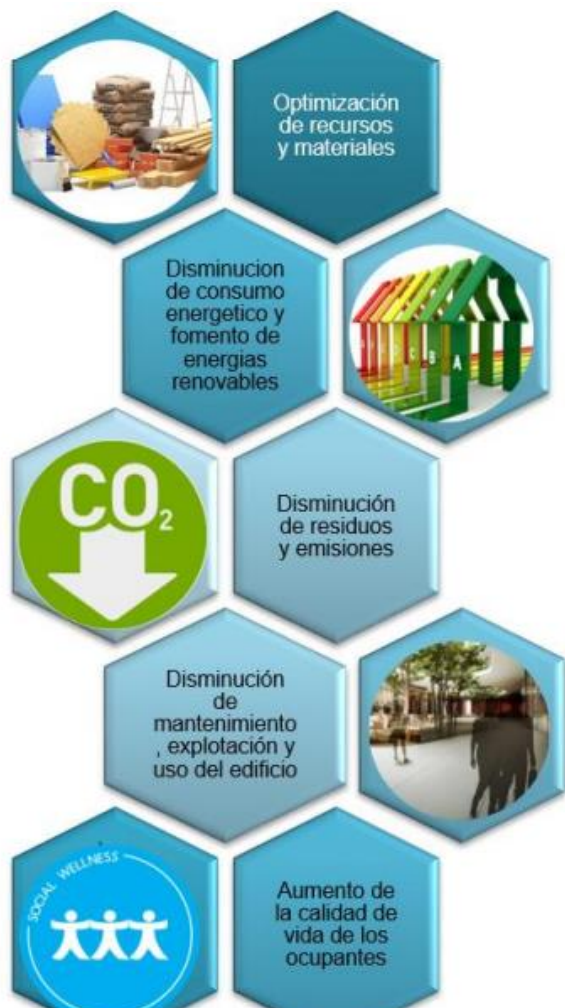 Optimización
de recursos
y materiales
Disminucion
de consumo
energetico y
fomento de
energias
renovables
B A
CO2
Disminución
de residuos
y emisiones
Disminución
de
mantenimiento
, explotación y
uso del edificio
SOCIAL WELLNESS
Aumento de
la calidad de
vida de los
ocupantes